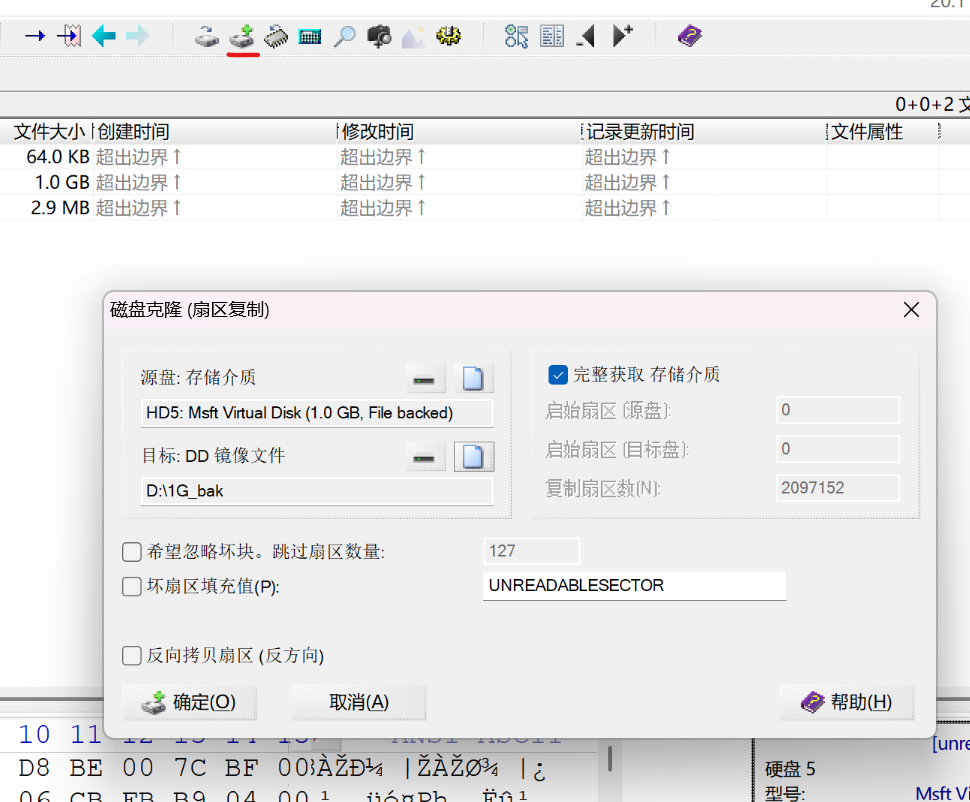 0+0+2 文
文件大小 创建时间 修改时间 记录更新时间 文件属性
64.0 KB 超出边界↑ 超出边界↑ 超出边界↑
1.0 GB 超出边界↑ 超出边界↑ 超出边界↑
2.9 MB 超出边界↑ 超出边界↑ 超出边界↑
磁盘克隆 (扇区复制)
源盘: 存储介质
HD5: Msft Virtual Disk (1.0 GB, File backed)
目标: DD 镜像文件
D:\1G_bak
完整获取 存储介质
启始扇区 (源盘): 0
启始扇区 (目标盘): 0
复制扇区数(N): 2097152
希望忽略坏块。跳过扇区数量: 127
坏扇区填充值(P): UNREADABLESECTOR
反向拷贝扇区 (反方向)
确定(O) 取消(A) 帮助(H)
10 11
D8 BE 00 7C BF 00 ÀŽÐ¼ |ŽÀŽØ¾ |¿
[unre
硬盘 5
型号: Msft Vi